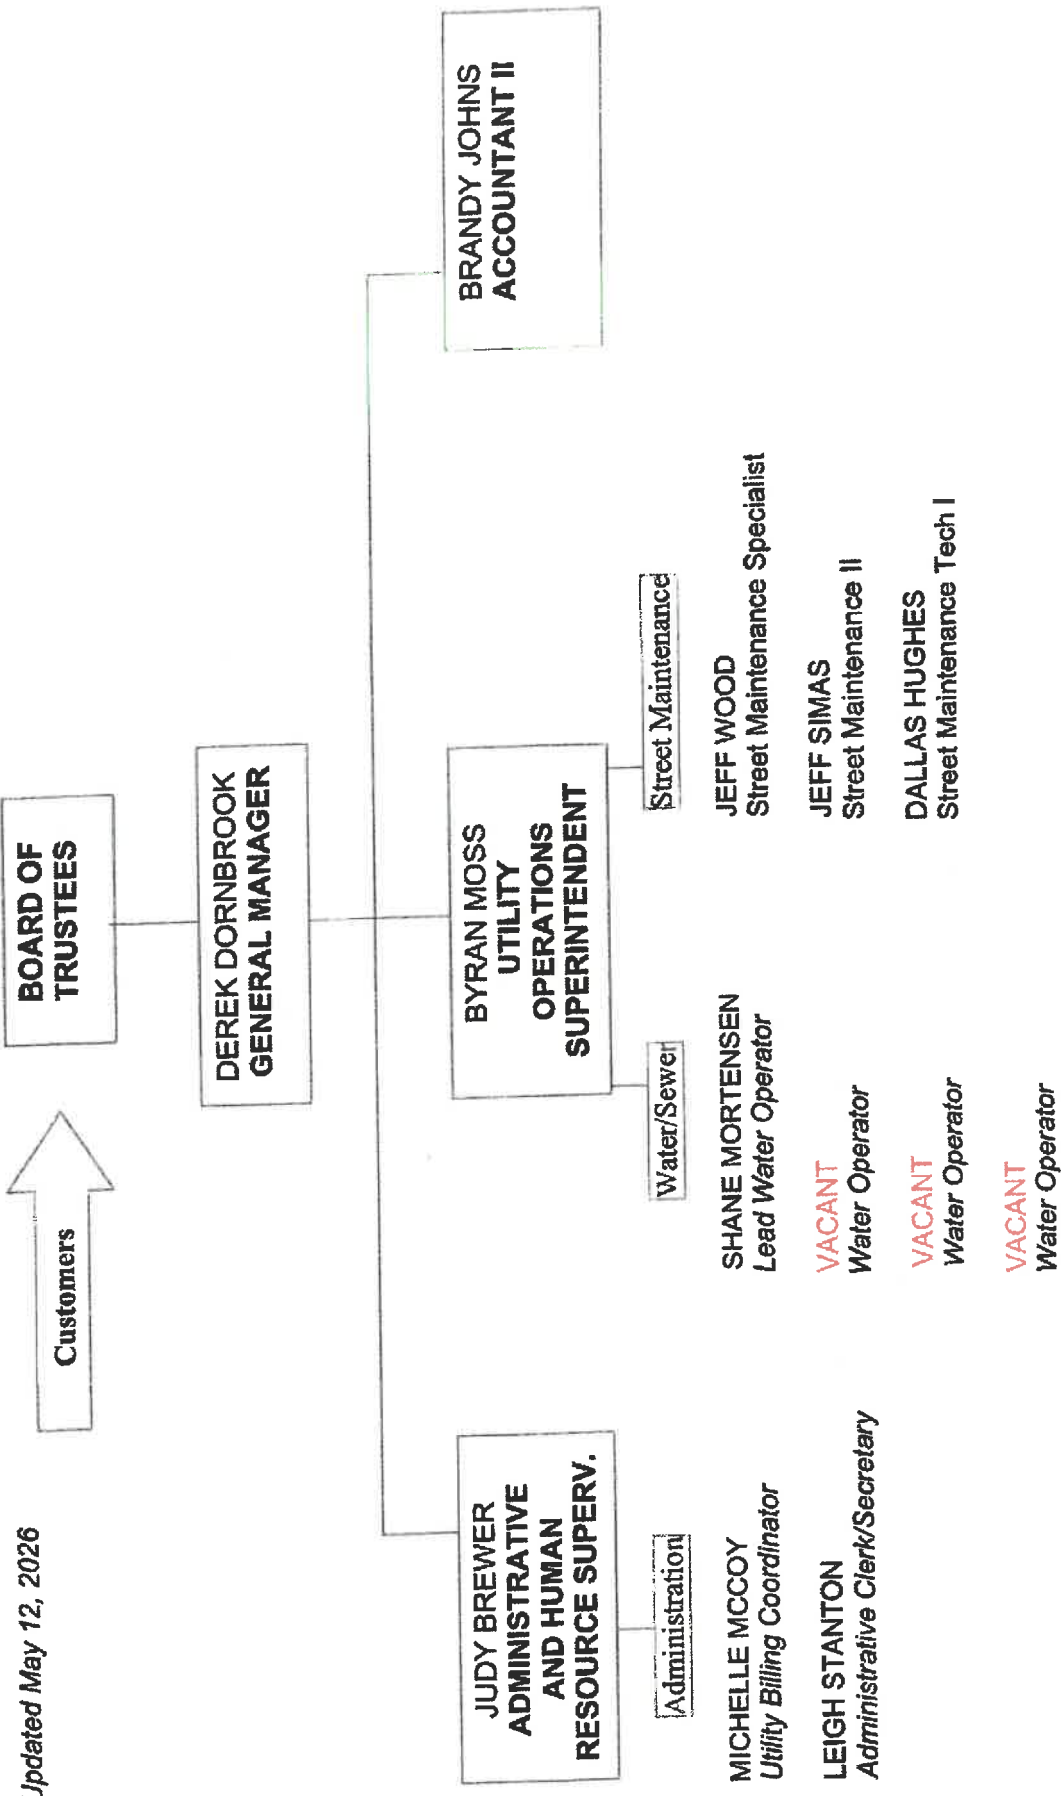 Updated May 12, 2026
Customers
BOARD OF
TRUSTEES
DEREK DORNBROOK
GENERAL MANAGER
JUDY BREWER
ADMINISTRATIVE
AND HUMAN
RESOURCE SUPERV.
BYRAN MOSS
UTILITY
OPERATIONS
SUPERINTENDENT
BRANDY JOHNS
ACCOUNTANT II
Administration
MICHELLE MCCOY
Utility Billing Coordinator
LEIGH STANTON
Administrative Clerk/Secretary
Water/Sewer
SHANE MORTENSEN
Lead Water Operator
VACANT
Water Operator
VACANT
Water Operator
VACANT
Water Operator
Street Maintenance
JEFF WOOD
Street Maintenance Specialist
JEFF SIMAS
Street Maintenance II
DALLAS HUGHES
Street Maintenance Tech I